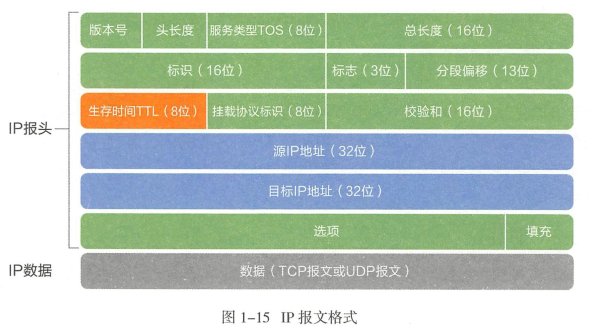 版本号 头长度 服务类型TOS（8位） 总长度（16位）
标识（16位） 标志（3位） 分段偏移（13位）
生存时间TTL（8位） 挂载协议标识（8位） 校验和（16位）
IP报头
源IP地址（32位）
目标IP地址（32位）
选项 填充
IP数据 数据（TCP报文或UDP报文）
图 1-15 IP 报文格式